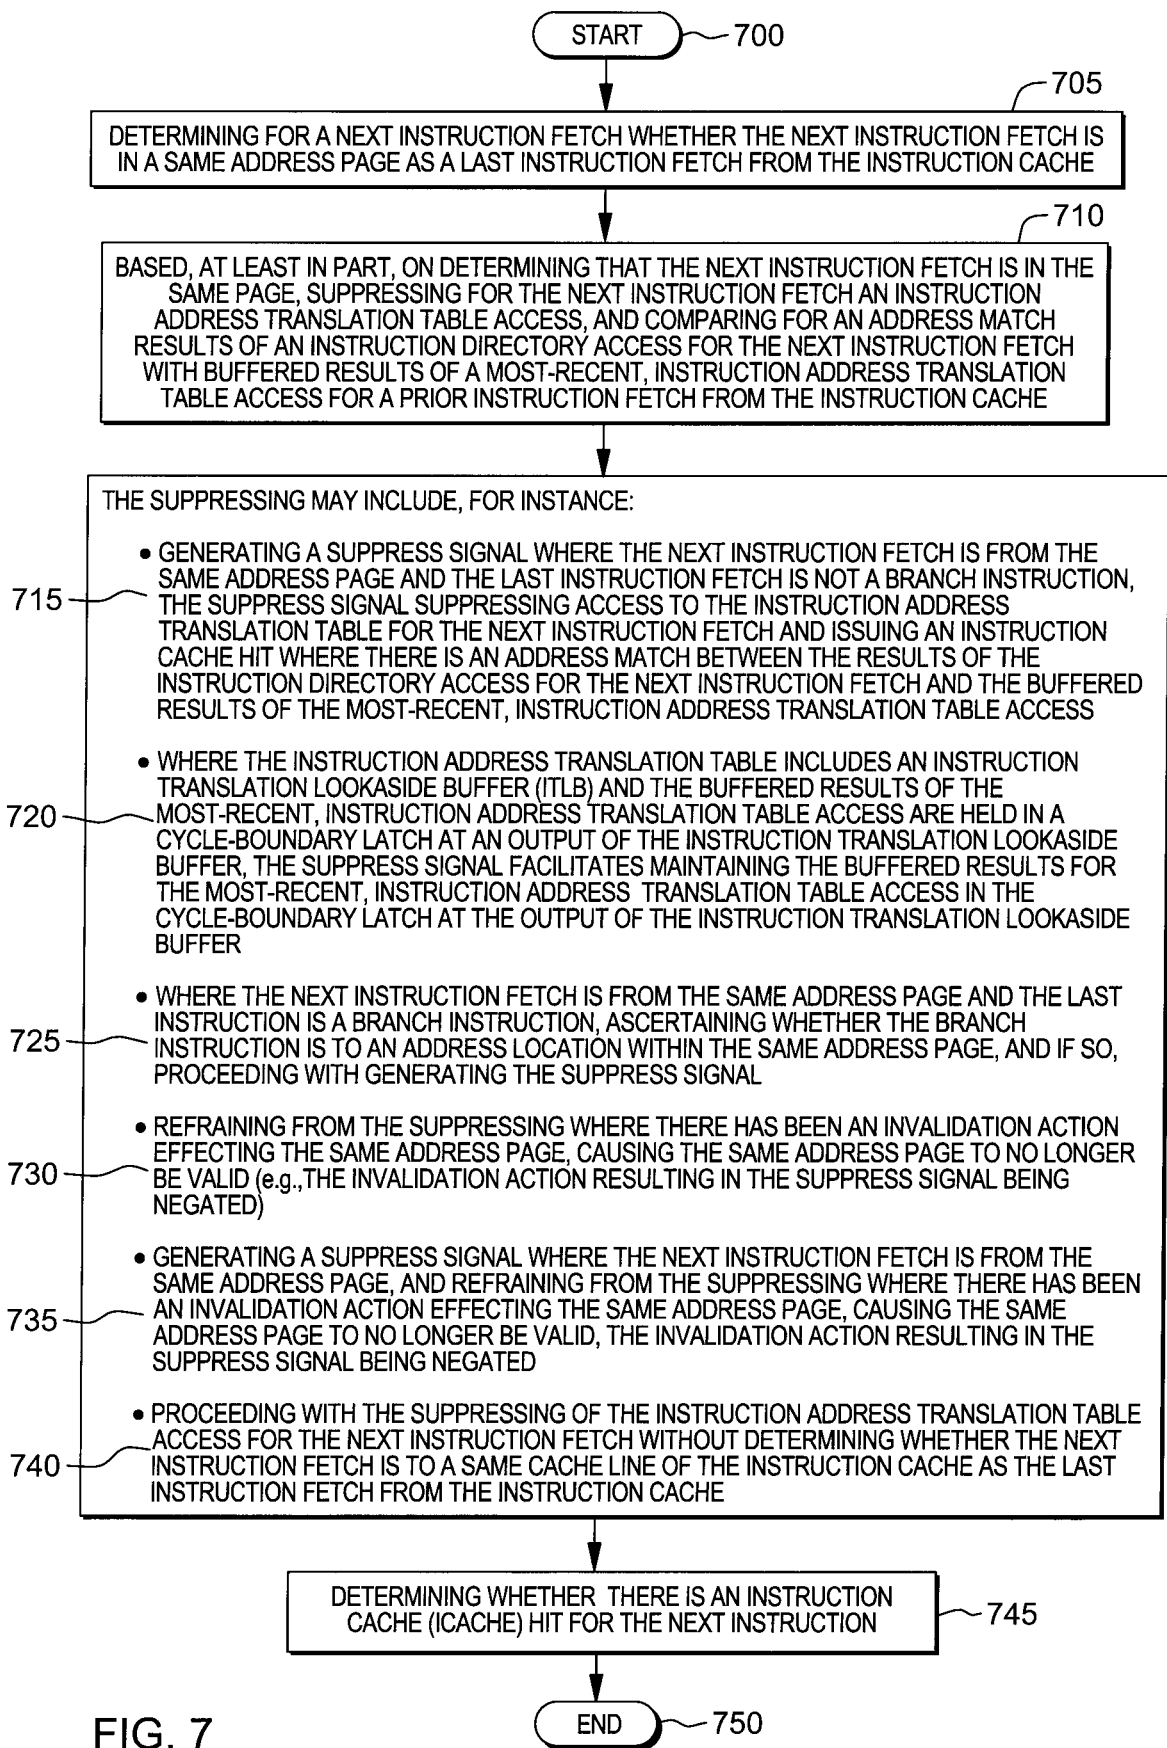 START
700
705
DETERMINING FOR A NEXT INSTRUCTION FETCH WHETHER THE NEXT INSTRUCTION FETCH IS
IN A SAME ADDRESS PAGE AS A LAST INSTRUCTION FETCH FROM THE INSTRUCTION CACHE
710
BASED, AT LEAST IN PART, ON DETERMINING THAT THE NEXT INSTRUCTION FETCH IS IN THE
SAME PAGE, SUPPRESSING FOR THE NEXT INSTRUCTION FETCH AN INSTRUCTION
ADDRESS TRANSLATION TABLE ACCESS, AND COMPARING FOR AN ADDRESS MATCH
RESULTS OF AN INSTRUCTION DIRECTORY ACCESS FOR THE NEXT INSTRUCTION FETCH
WITH BUFFERED RESULTS OF A MOST-RECENT, INSTRUCTION ADDRESS TRANSLATION
TABLE ACCESS FOR A PRIOR INSTRUCTION FETCH FROM THE INSTRUCTION CACHE
THE SUPPRESSING MAY INCLUDE, FOR INSTANCE:
• GENERATING A SUPPRESS SIGNAL WHERE THE NEXT INSTRUCTION FETCH IS FROM THE
SAME ADDRESS PAGE AND THE LAST INSTRUCTION FETCH IS NOT A BRANCH INSTRUCTION,
715
THE SUPPRESS SIGNAL SUPPRESSING ACCESS TO THE INSTRUCTION ADDRESS
TRANSLATION TABLE FOR THE NEXT INSTRUCTION FETCH AND ISSUING AN INSTRUCTION
CACHE HIT WHERE THERE IS AN ADDRESS MATCH BETWEEN THE RESULTS OF THE
INSTRUCTION DIRECTORY ACCESS FOR THE NEXT INSTRUCTION FETCH AND THE BUFFERED
RESULTS OF THE MOST-RECENT, INSTRUCTION ADDRESS TRANSLATION TABLE ACCESS
• WHERE THE INSTRUCTION ADDRESS TRANSLATION TABLE INCLUDES AN INSTRUCTION
TRANSLATION LOOKASIDE BUFFER (ITLB) AND THE BUFFERED RESULTS OF THE
720
MOST-RECENT, INSTRUCTION ADDRESS TRANSLATION TABLE ACCESS ARE HELD IN A
CYCLE-BOUNDARY LATCH AT AN OUTPUT OF THE INSTRUCTION TRANSLATION LOOKASIDE
BUFFER, THE SUPPRESS SIGNAL FACILITATES MAINTAINING THE BUFFERED RESULTS FOR
THE MOST-RECENT, INSTRUCTION ADDRESS TRANSLATION TABLE ACCESS IN THE
CYCLE-BOUNDARY LATCH AT THE OUTPUT OF THE INSTRUCTION TRANSLATION LOOKASIDE
BUFFER
• WHERE THE NEXT INSTRUCTION FETCH IS FROM THE SAME ADDRESS PAGE AND THE LAST
INSTRUCTION IS A BRANCH INSTRUCTION, ASCERTAINING WHETHER THE BRANCH
725
INSTRUCTION IS TO AN ADDRESS LOCATION WITHIN THE SAME ADDRESS PAGE, AND IF SO,
PROCEEDING WITH GENERATING THE SUPPRESS SIGNAL
• REFRAINING FROM THE SUPPRESSING WHERE THERE HAS BEEN AN INVALIDATION ACTION
EFFECTING THE SAME ADDRESS PAGE, CAUSING THE SAME ADDRESS PAGE TO NO LONGER
730
BE VALID (e.g.,THE INVALIDATION ACTION RESULTING IN THE SUPPRESS SIGNAL BEING
NEGATED)
• GENERATING A SUPPRESS SIGNAL WHERE THE NEXT INSTRUCTION FETCH IS FROM THE
SAME ADDRESS PAGE, AND REFRAINING FROM THE SUPPRESSING WHERE THERE HAS BEEN
735
AN INVALIDATION ACTION EFFECTING THE SAME ADDRESS PAGE, CAUSING THE SAME
ADDRESS PAGE TO NO LONGER BE VALID, THE INVALIDATION ACTION RESULTING IN THE
SUPPRESS SIGNAL BEING NEGATED
• PROCEEDING WITH THE SUPPRESSING OF THE INSTRUCTION ADDRESS TRANSLATION TABLE
ACCESS FOR THE NEXT INSTRUCTION FETCH WITHOUT DETERMINING WHETHER THE NEXT
740
INSTRUCTION FETCH IS TO A SAME CACHE LINE OF THE INSTRUCTION CACHE AS THE LAST
INSTRUCTION FETCH FROM THE INSTRUCTION CACHE
DETERMINING WHETHER THERE IS AN INSTRUCTION
CACHE (ICACHE) HIT FOR THE NEXT INSTRUCTION
745
END
750
FIG. 7